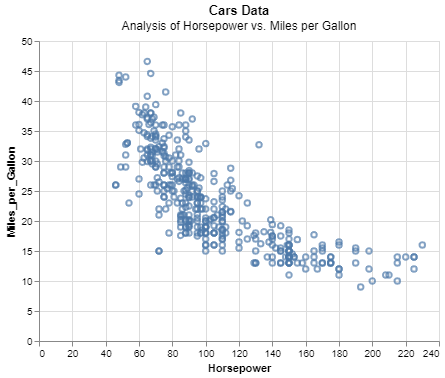 Cars Data
Analysis of Horsepower vs. Miles per Gallon
50
45
40
35
30
25
20
15
10
5
0
Miles_per_Gallon
0 20 40 60 80 100 120 140 160 180 200 220 240
Horsepower